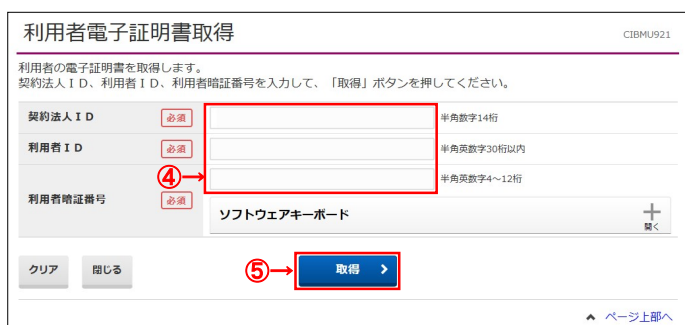 利用者電子証明書取得
CIBMU921
利用者の電子証明書を取得します。
契約法人ID、利用者ID、利用者暗証番号を入力して、「取得」ボタンを押してください。
契約法人ID 必須 半角数字14桁
利用者ID 必須 半角英数字30桁以内
④→ 半角英数字4~12桁
利用者暗証番号 必須
ソフトウェアキーボード 開く
クリア 閉じる ⑤→ 取得
ページ上部へ